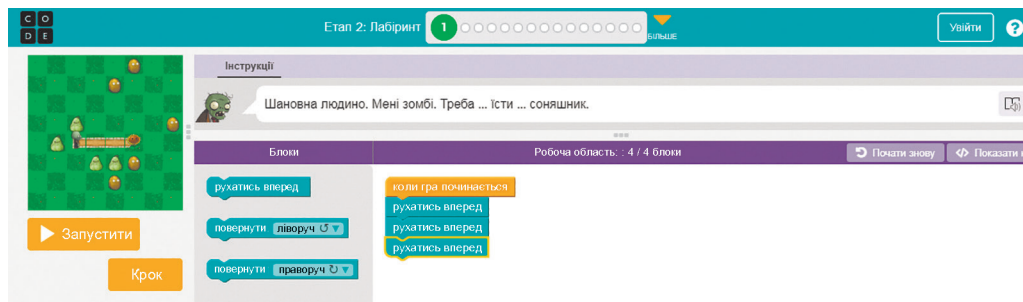 C O
D E
Етап 2: Лабіринт
1
БІЛЬШЕ
Увійти
?
Інструкції
Шановна людино. Мені зомбі. Треба ... їсти ... соняшник.
Блоки
Робоча область: : 4 / 4 блоки
Почати знову
</> Показати
рухатись вперед
повернути ліворуч
повернути праворуч
коли гра починається
рухатись вперед
рухатись вперед
рухатись вперед
Запустити
Крок